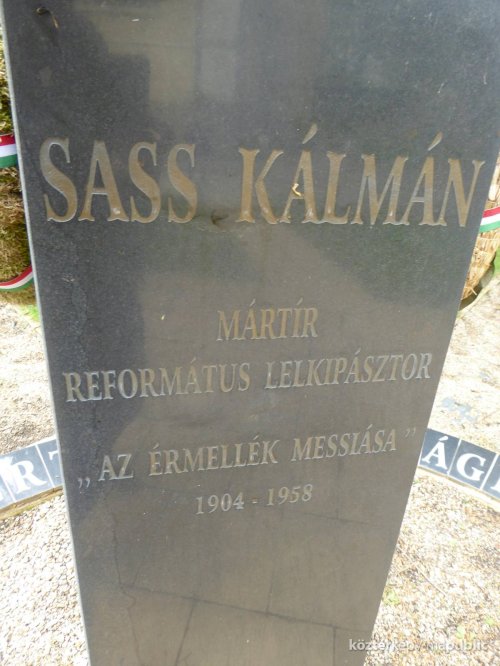 SASS KÁLMÁN
MÁRTÍR
REFORMÁTUS LELKIPÁSZTOR
„AZ ÉRMELLÉK MESSIÁSA”
1904 - 1958